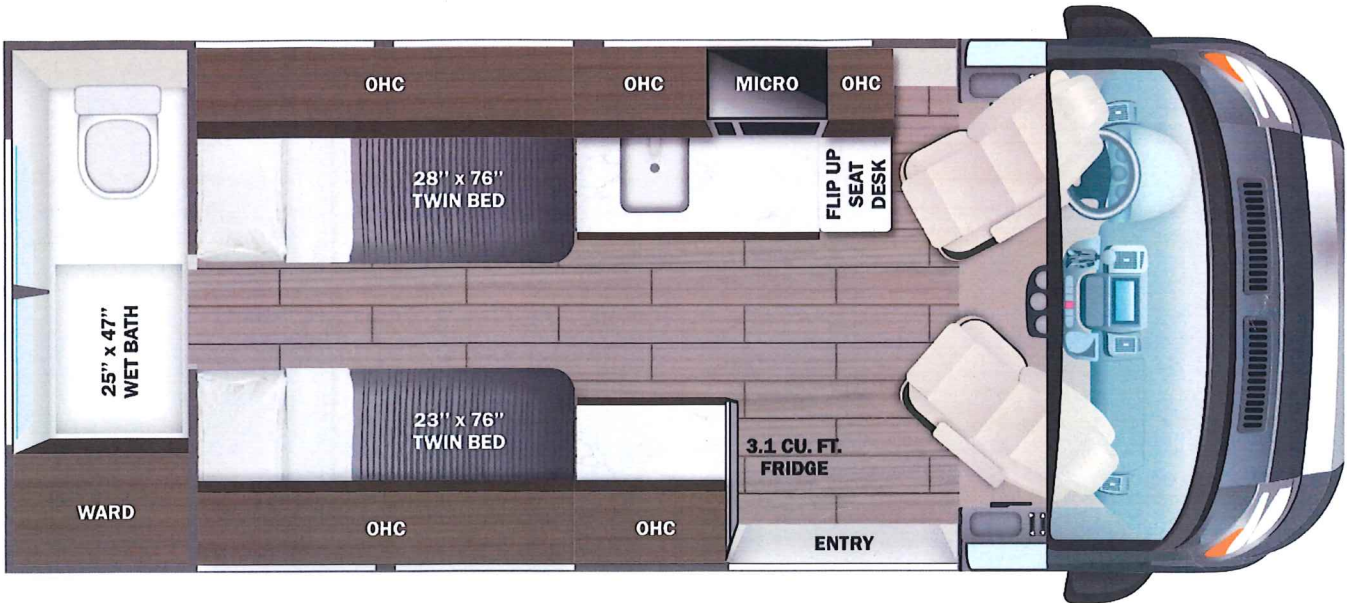 OHC
OHC
MICRO
OHC
28" x 76"
TWIN BED
FLIP UP
SEAT
DESK
25" x 47"
WET BATH
23" x 76"
TWIN BED
3.1 CU. FT.
FRIDGE
WARD
OHC
OHC
ENTRY